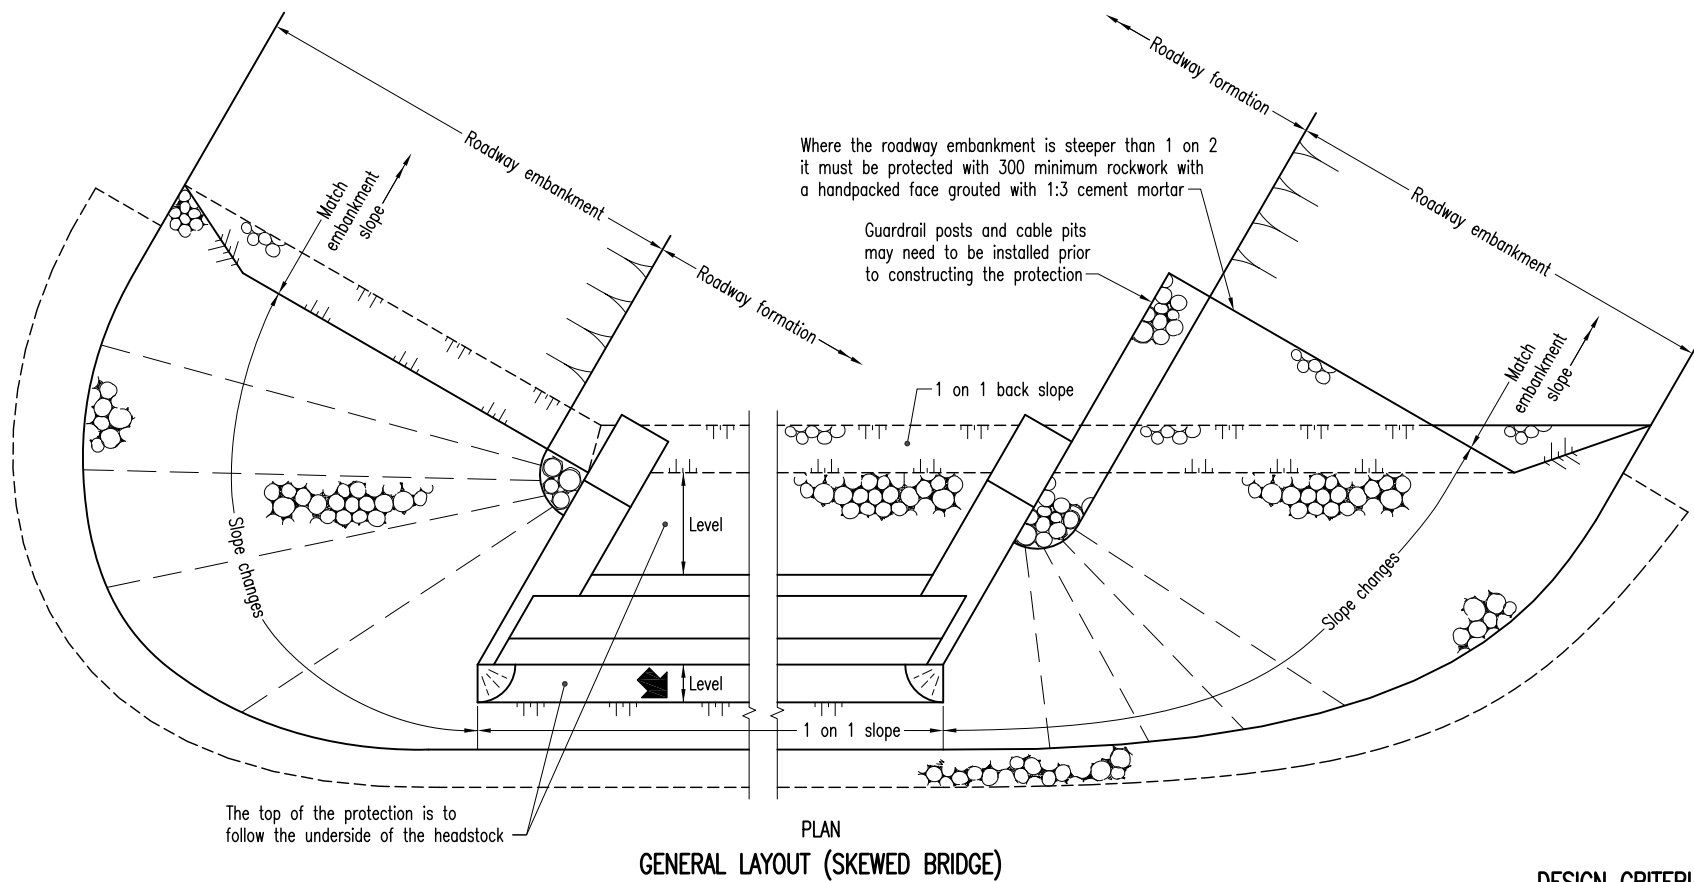 Roadway formation
Roadway embankment
Where the roadway embankment is steeper than 1 on 2
it must be protected with 300 minimum rockwork with
a handpacked face grouted with 1:3 cement mortar
Roadway embankment
Match
embankment
slope
Guardrail posts and cable pits
may need to be installed prior
to constructing the protection
Roadway formation
Match
embankment
slope
1 on 1 back slope
Level
Slope changes
Slope changes
Level
1 on 1 slope
The top of the protection is to
follow the underside of the headstock
PLAN
GENERAL LAYOUT (SKEWED BRIDGE)